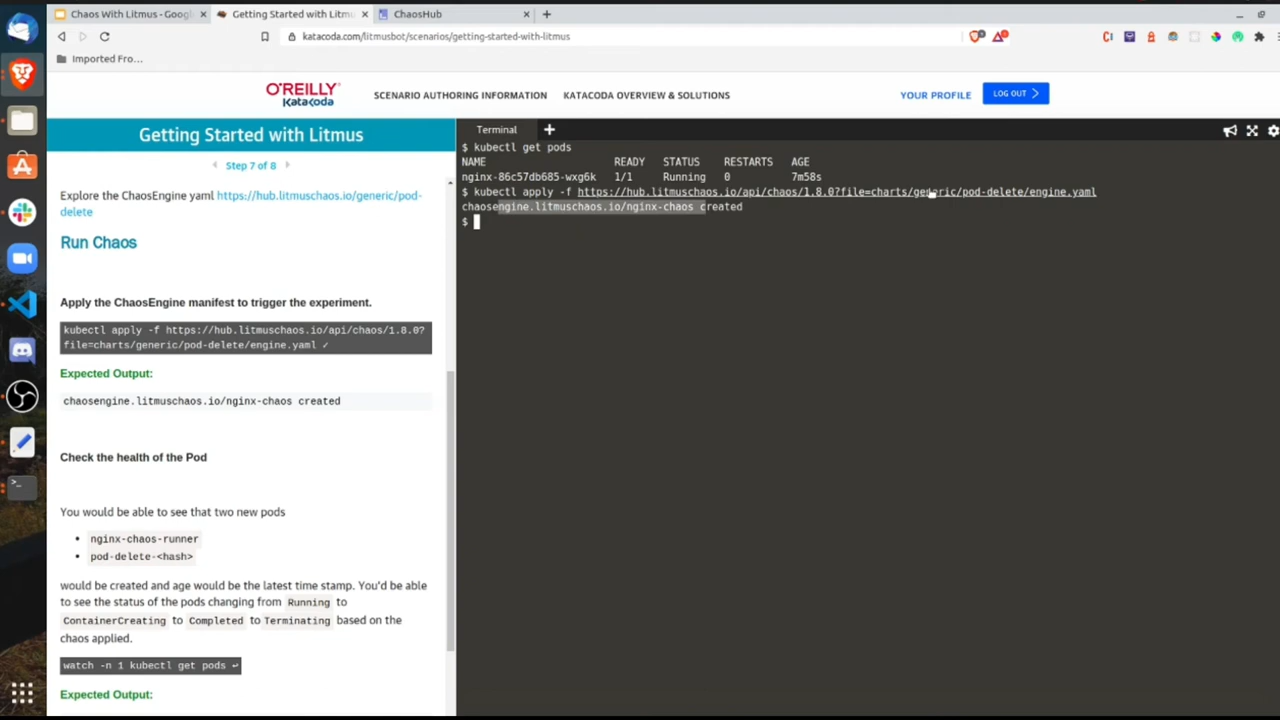 Chaos With Litmus - Goog
Getting Started with Litm
ChaosHub
katacoda.com/litmusbot/scenarios/getting-started-with-litmus
Imported Fro...
O'REILLY
Katacoda
SCENARIO AUTHORING INFORMATION
KATACODA OVERVIEW & SOLUTIONS
YOUR PROFILE
LOG OUT
Getting Started with Litmus
Step 7 of 8
Explore the ChaosEngine yaml https://hub.litmuschaos.io/generic/pod-
delete
Run Chaos
Apply the ChaosEngine manifest to trigger the experiment.
kubectl apply -f https://hub.litmuschaos.io/api/chaos/1.8.0?
file=charts/generic/pod-delete/engine.yaml ✓
Expected Output:
chaosengine.litmuschaos.io/nginx-chaos created
Check the health of the Pod
You would be able to see that two new pods
• nginx-chaos-runner
• pod-delete-<hash>
would be created and age would be the latest time stamp. You'd be able
to see the status of the pods changing from Running to
ContainerCreating to Completed to Terminating based on the
chaos applied.
watch -n 1 kubectl get pods ↩
Expected Output:
Terminal
$ kubectl get pods
NAME READY STATUS RESTARTS AGE
nginx-86c57db685-wxg6k 1/1 Running 0 7m58s
$ kubectl apply -f https://hub.litmuschaos.io/api/chaos/1.8.0?file=charts/generic/pod-delete/engine.yaml
chaosengine.litmuschaos.io/nginx-chaos created
$